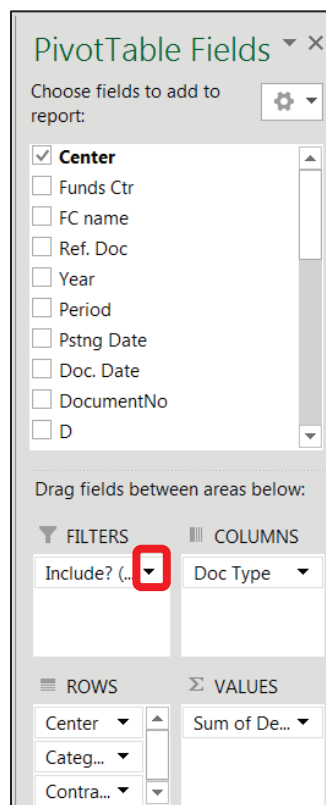 PivotTable Fields
Choose fields to add to
report:
Center
Funds Ctr
FC name
Ref. Doc
Year
Period
Pstng Date
Doc. Date
DocumentNo
D
Drag fields between areas below:
FILTERS
COLUMNS
Include? (...
Doc Type
ROWS
Σ VALUES
Center
Sum of De...
Categ...
Contra...